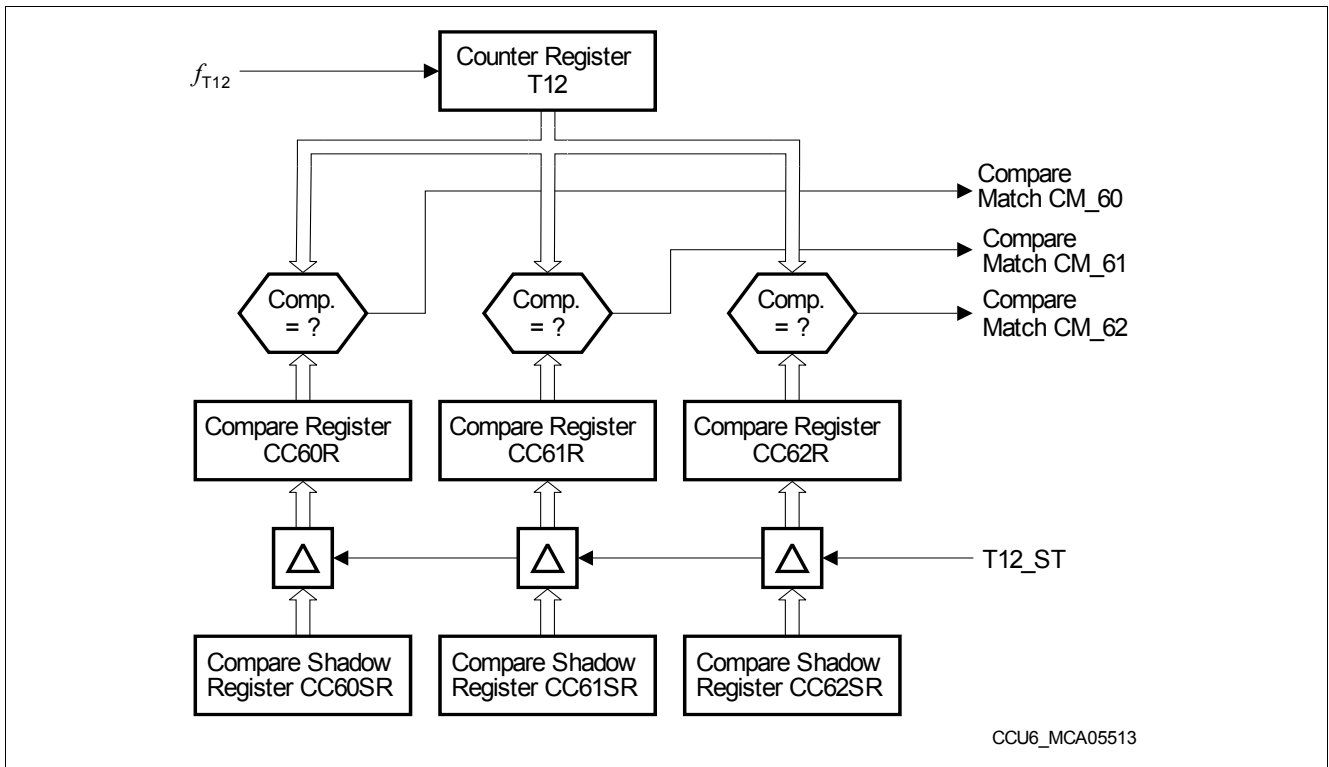 Counter Register
T12
fT12
Compare
Match CM_60
Compare
Match CM_61
Compare
Match CM_62
Comp.
= ?
Comp.
= ?
Comp.
= ?
Compare Register
CC60R
Compare Register
CC61R
Compare Register
CC62R
T12_ST
Compare Shadow
Register CC60SR
Compare Shadow
Register CC61SR
Compare Shadow
Register CC62SR
CCU6_MCA05513